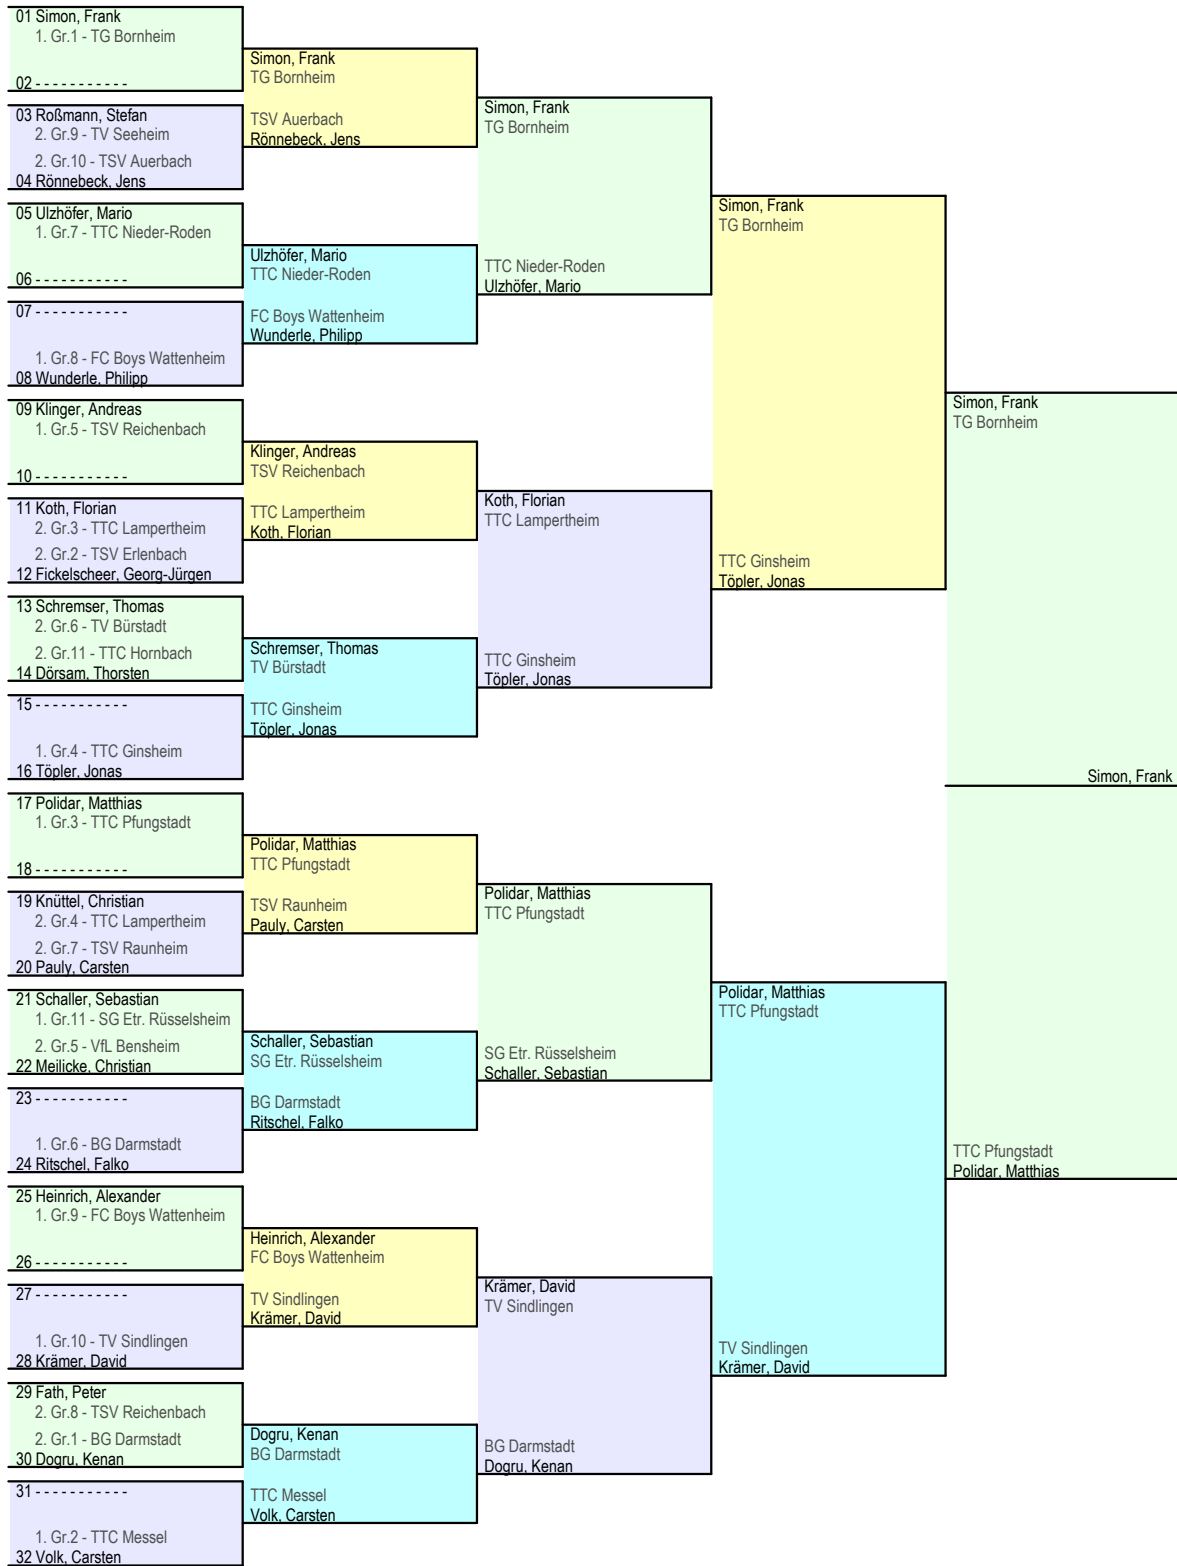 01 Simon, Frank
1. Gr.1 - TG Bornheim
02 - - - - - - - - - - -
03 Roßmann, Stefan
2. Gr.9 - TV Seeheim
2. Gr.10 - TSV Auerbach
04 Rönnebeck, Jens
05 Ulzhöfer, Mario
1. Gr.7 - TTC Nieder-Roden
06 - - - - - - - - - - -
07 - - - - - - - - - - -
1. Gr.8 - FC Boys Wattenheim
08 Wunderle, Philipp
09 Klinger, Andreas
1. Gr.5 - TSV Reichenbach
10 - - - - - - - - - - -
11 Koth, Florian
2. Gr.3 - TTC Lampertheim
2. Gr.2 - TSV Erlenbach
12 Fickelscheer, Georg-Jürgen
13 Schremser, Thomas
2. Gr.6 - TV Bürstadt
2. Gr.11 - TTC Hornbach
14 Dörsam, Thorsten
15 - - - - - - - - - - -
1. Gr.4 - TTC Ginsheim
16 Töpler, Jonas
17 Polidar, Matthias
1. Gr.3 - TTC Pfungstadt
18 - - - - - - - - - - -
19 Knüttel, Christian
2. Gr.4 - TTC Lampertheim
2. Gr.7 - TSV Raunheim
20 Pauly, Carsten
21 Schaller, Sebastian
1. Gr.11 - SG Etr. Rüsselsheim
2. Gr.5 - VfL Bensheim
22 Meilicke, Christian
23 - - - - - - - - - - -
1. Gr.6 - BG Darmstadt
24 Ritschel, Falko
25 Heinrich, Alexander
1. Gr.9 - FC Boys Wattenheim
26 - - - - - - - - - - -
27 - - - - - - - - - - -
1. Gr.10 - TV Sindlingen
28 Krämer, David
29 Fath, Peter
2. Gr.8 - TSV Reichenbach
2. Gr.1 - BG Darmstadt
30 Dogru, Kenan
31 - - - - - - - - - - -
1. Gr.2 - TTC Messel
32 Volk, Carsten
Simon, Frank
TG Bornheim
TSV Auerbach
Rönnebeck, Jens
Ulzhöfer, Mario
TTC Nieder-Roden
FC Boys Wattenheim
Wunderle, Philipp
Klinger, Andreas
TSV Reichenbach
TTC Lampertheim
Koth, Florian
Schremser, Thomas
TV Bürstadt
TTC Ginsheim
Töpler, Jonas
Polidar, Matthias
TTC Pfungstadt
TSV Raunheim
Pauly, Carsten
Schaller, Sebastian
SG Etr. Rüsselsheim
BG Darmstadt
Ritschel, Falko
Heinrich, Alexander
FC Boys Wattenheim
TV Sindlingen
Krämer, David
Dogru, Kenan
BG Darmstadt
TTC Messel
Volk, Carsten
Simon, Frank
TG Bornheim
TTC Nieder-Roden
Ulzhöfer, Mario
Koth, Florian
TTC Lampertheim
TTC Ginsheim
Töpler, Jonas
Polidar, Matthias
TTC Pfungstadt
SG Etr. Rüsselsheim
Schaller, Sebastian
Krämer, David
TV Sindlingen
BG Darmstadt
Dogru, Kenan
Simon, Frank
TG Bornheim
TTC Ginsheim
Töpler, Jonas
Polidar, Matthias
TTC Pfungstadt
TV Sindlingen
Krämer, David
Simon, Frank
TG Bornheim
TTC Pfungstadt
Polidar, Matthias
Simon, Frank